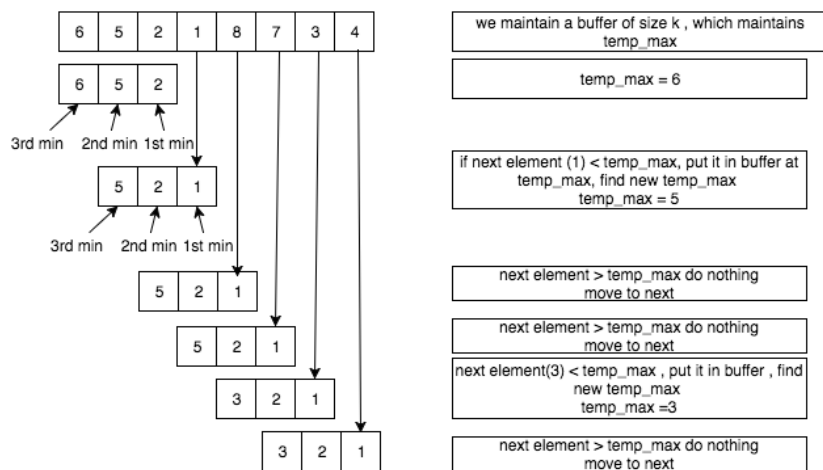 6 5 2 1 8 7 3 4
we maintain a buffer of size k , which maintains
temp_max
6 5 2
temp_max = 6
3rd min 2nd min 1st min
5 2 1
if next element (1) < temp_max, put it in buffer at
temp_max, find new temp_max
temp_max = 5
3rd min 2nd min 1st min
5 2 1
next element > temp_max do nothing
move to next
5 2 1
next element > temp_max do nothing
move to next
3 2 1
next element(3) < temp_max , put it in buffer , find
new temp_max
temp_max =3
3 2 1
next element > temp_max do nothing
move to next